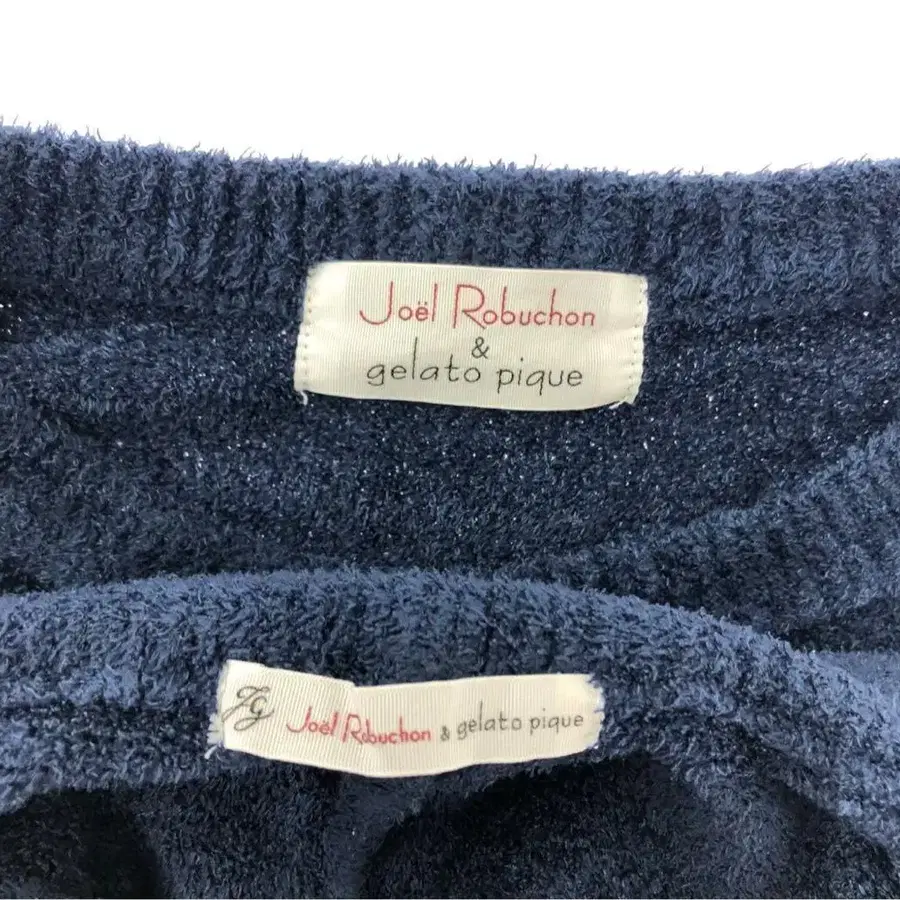 Joël Robuchon
&
gelato pique
JG Joël Robuchon & gelato pique